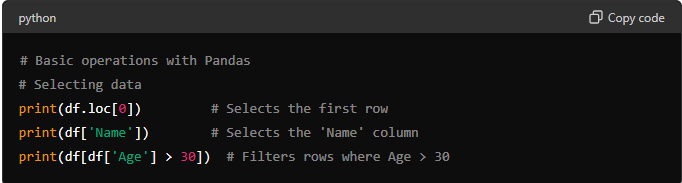 python
Copy code
# Basic operations with Pandas
# Selecting data
print(df.loc[0])          # Selects the first row
print(df['Name'])         # Selects the 'Name' column
print(df[df['Age'] > 30])  # Filters rows where Age > 30